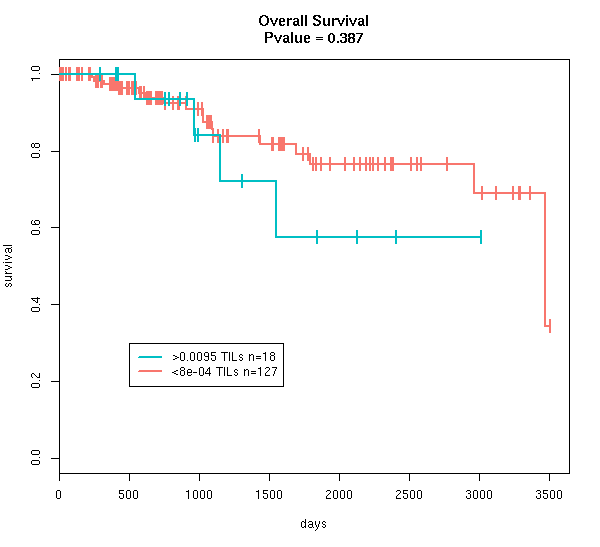 Overall Survival
Pvalue = 0.387
1.0
0.8
0.6
0.4
0.2
0.0
survival
>0.0095 TILs n=18
<8e-04 TILs n=127
0 500 1000 1500 2000 2500 3000 3500
days